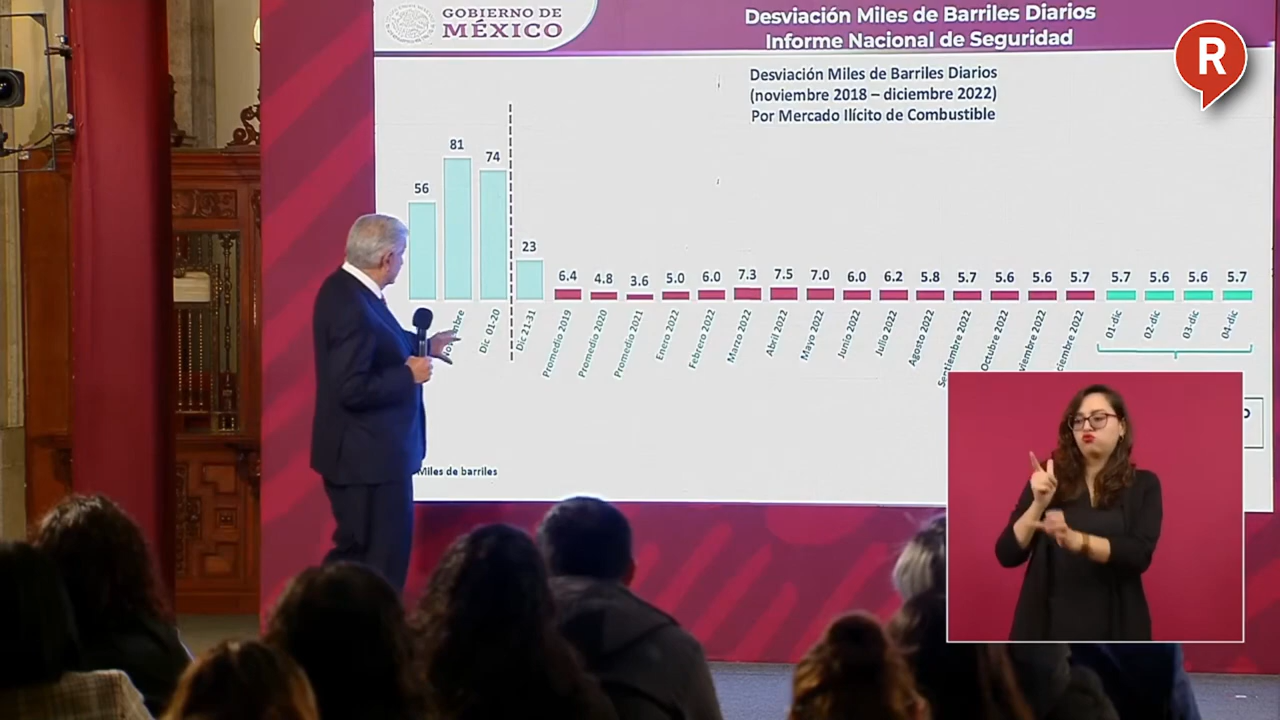 GOBIERNO DE
MÉXICO
Desviación Miles de Barriles Diarios
Informe Nacional de Seguridad
R
Desviación Miles de Barriles Diarios
(noviembre 2018 – diciembre 2022)
Por Mercado Ilícito de Combustible
56
81
74
23
6.4
4.8
3.6
5.0
6.0
7.3
7.5
7.0
6.0
6.2
5.8
5.7
5.6
5.6
5.7
5.7
5.6
5.6
5.7
Dic 01-20
Dic 21-31
Promedio 2019
Promedio 2020
Promedio 2021
Enero 2022
Febrero 2022
Marzo 2022
Abril 2022
Mayo 2022
Junio 2022
Julio 2022
Agosto 2022
Septiembre 2022
Octubre 2022
viembre 2022
ciembre 2022
01-dic
02-dic
03-dic
04-dic
Miles de barriles